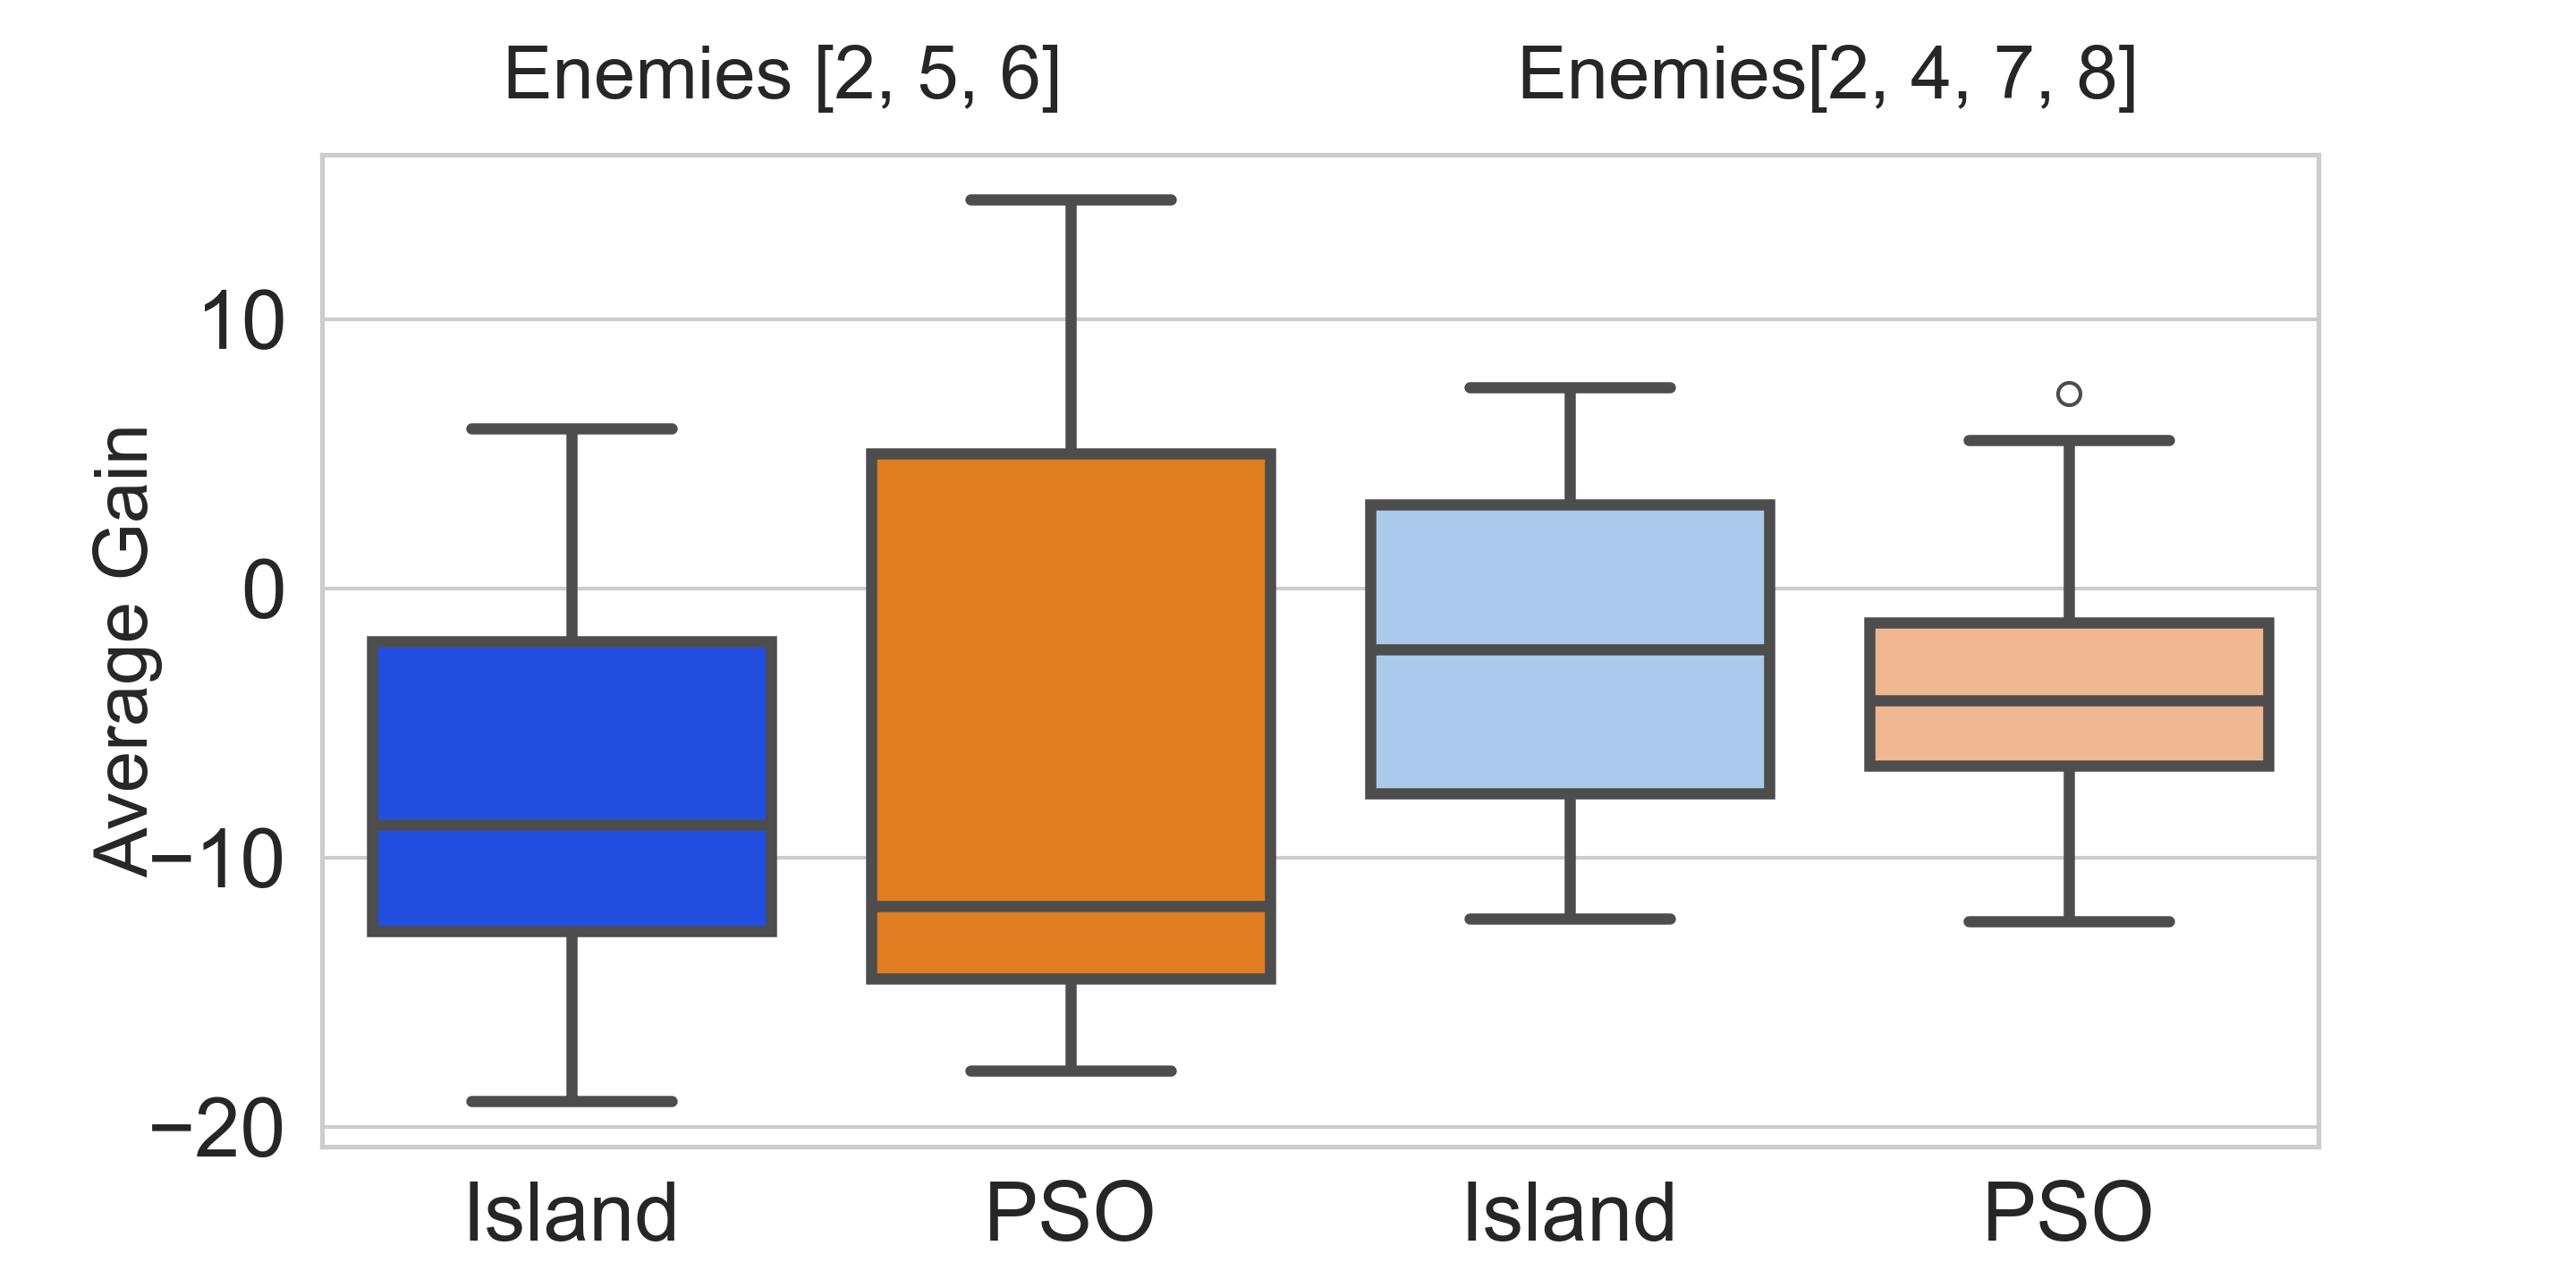 Enemies [2, 5, 6]
Enemies[2, 4, 7, 8]
Average Gain
10
0
−10
−20
Island
PSO
Island
PSO